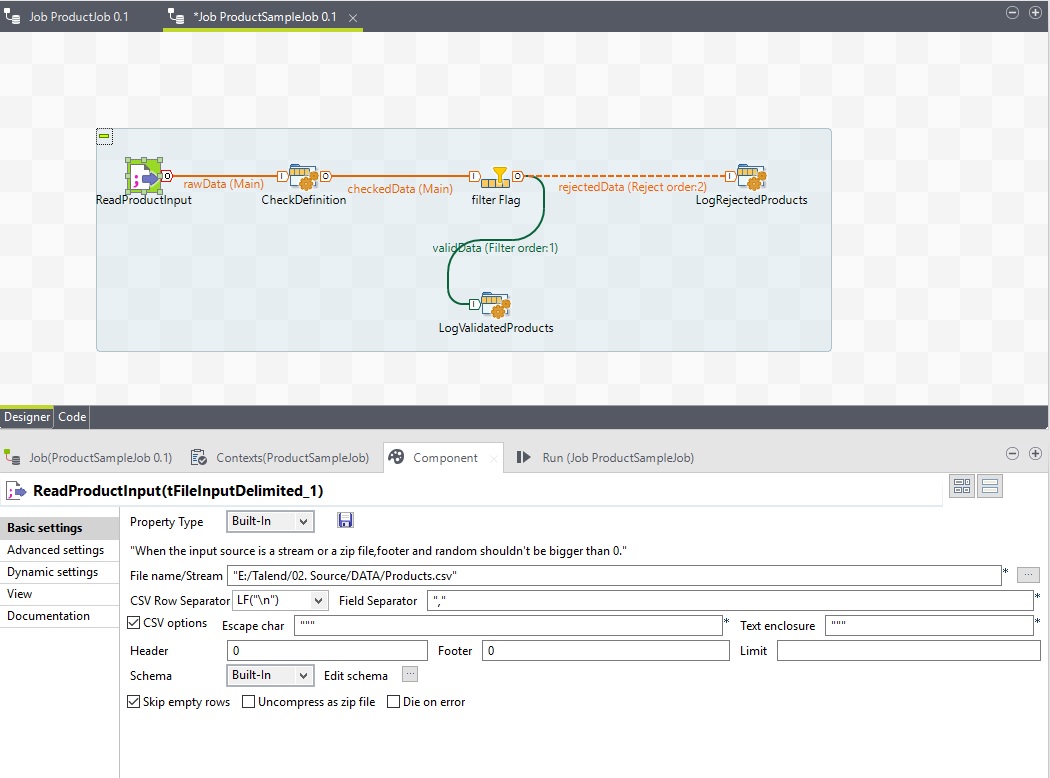 Job ProductJob 0.1
*Job ProductSampleJob 0.1
rawData (Main)
checkedData (Main)
rejectedData (Reject order:2)
ReadProductInput
CheckDefinition
filter Flag
LogRejectedProducts
validData (Filter order:1)
LogValidatedProducts
Designer
Code
Job(ProductSampleJob 0.1)
Contexts(ProductSampleJob)
Component
Run (Job ProductSampleJob)
ReadProductInput(tFileInputDelimited_1)
Basic settings
Advanced settings
Dynamic settings
View
Documentation
Property Type Built-In
"When the input source is a stream or a zip file,footer and random shouldn't be bigger than 0."
File name/Stream "E:/Talend/02. Source/DATA/Products.csv" * ...
CSV Row Separator LF("\n") Field Separator "," *
CSV options Escape char """ * Text enclosure """ *
Header 0 Footer 0 Limit
Schema Built-In Edit schema ...
Skip empty rows Uncompress as zip file Die on error